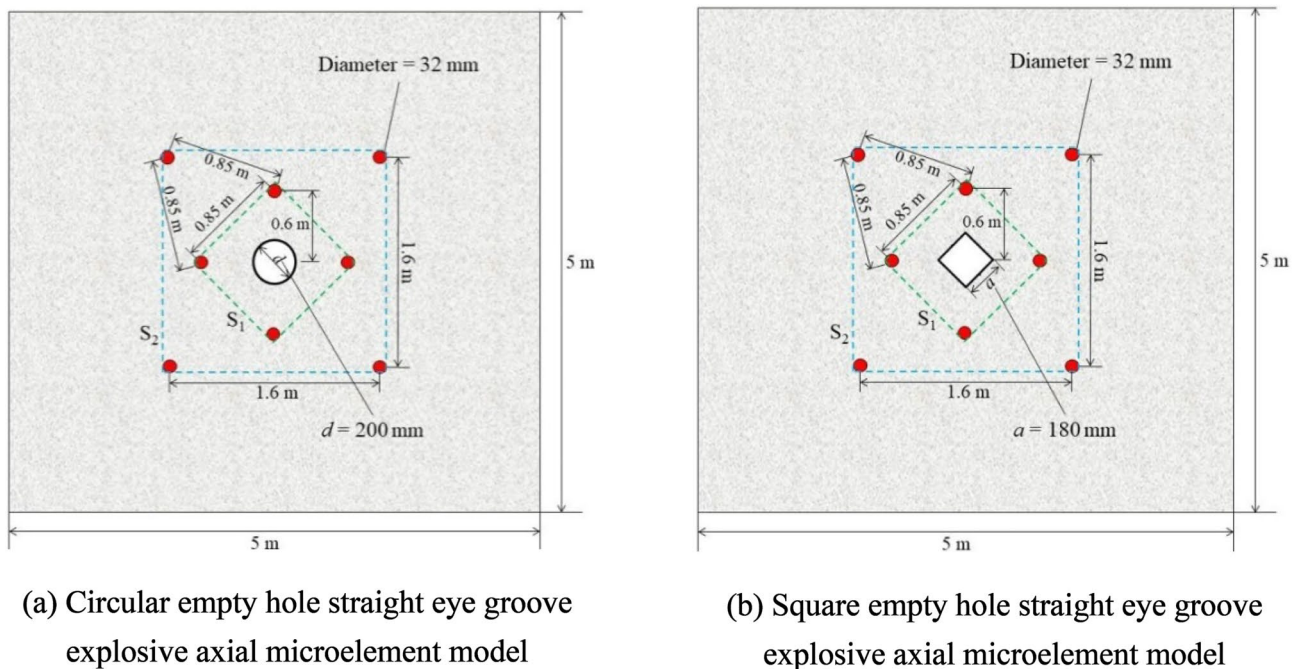 Diameter = 32 mm
0.85 m
0.85 m
0.85 m
0.6 m
d
1.6 m
5 m
S1
S2
1.6 m
d = 200 mm
5 m
(a) Circular empty hole straight eye groove
explosive axial microelement model
Diameter = 32 mm
0.85 m
0.85 m
0.85 m
0.6 m
a
1.6 m
5 m
S1
S2
1.6 m
a = 180 mm
5 m
(b) Square empty hole straight eye groove
explosive axial microelement model